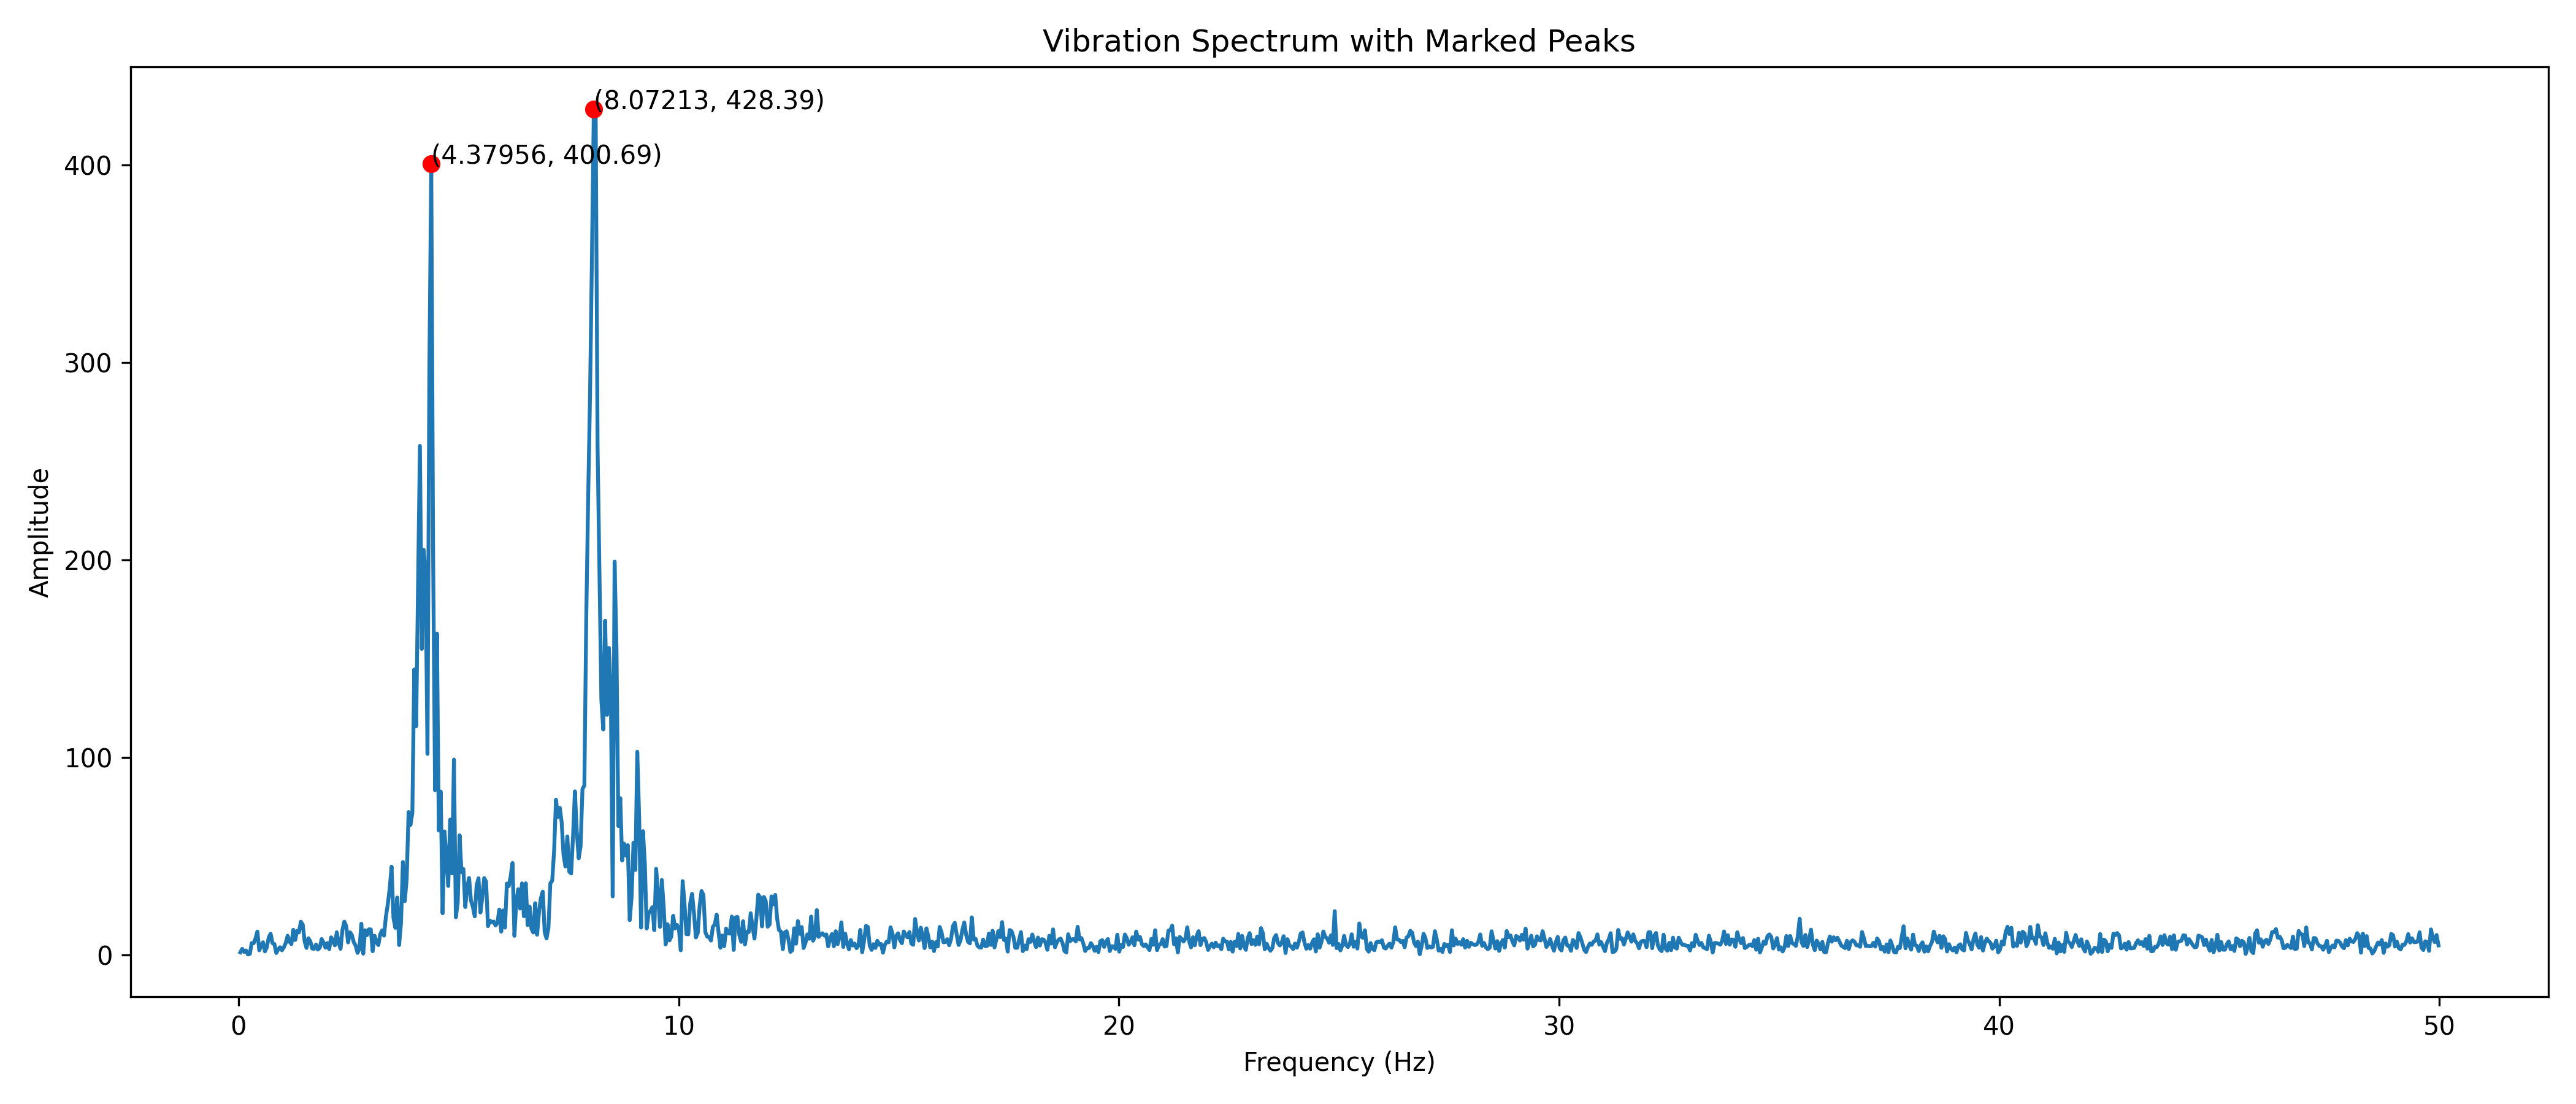 Vibration Spectrum with Marked Peaks
(8.07213, 428.39)
(4.37956, 400.69)
400
300
200
100
0
Amplitude
0 10 20 30 40 50
Frequency (Hz)